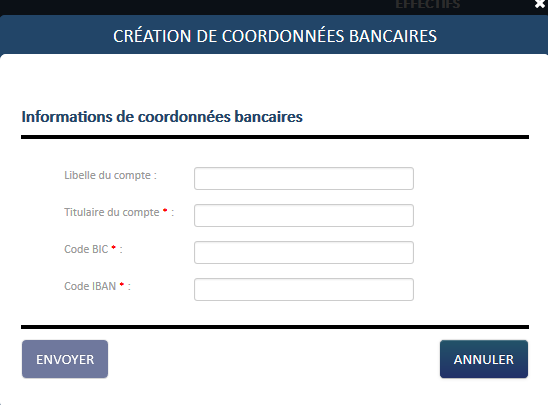 EFFECTIFS
CRÉATION DE COORDONNÉES BANCAIRES
Informations de coordonnées bancaires
Libelle du compte :
Titulaire du compte * :
Code BIC * :
Code IBAN * :
ENVOYER
ANNULER